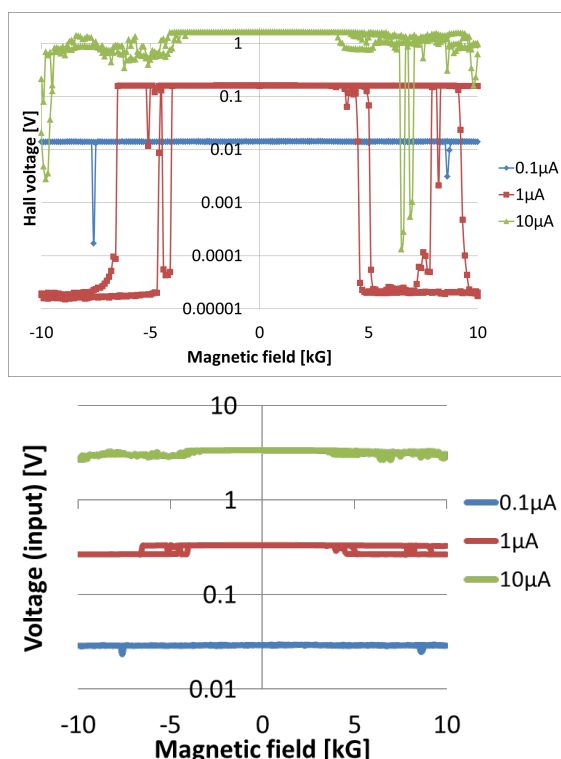 1
0.1
0.01
0.001
0.0001
0.00001
-10
-5
0
5
10
Hall voltage [V]
Magnetic field [kG]
0.1µA
1µA
10µA
10
1
0.1
0.01
-10
-5
0
5
10
Voltage (input) [V]
Magnetic field [kG]
0.1µA
1µA
10µA